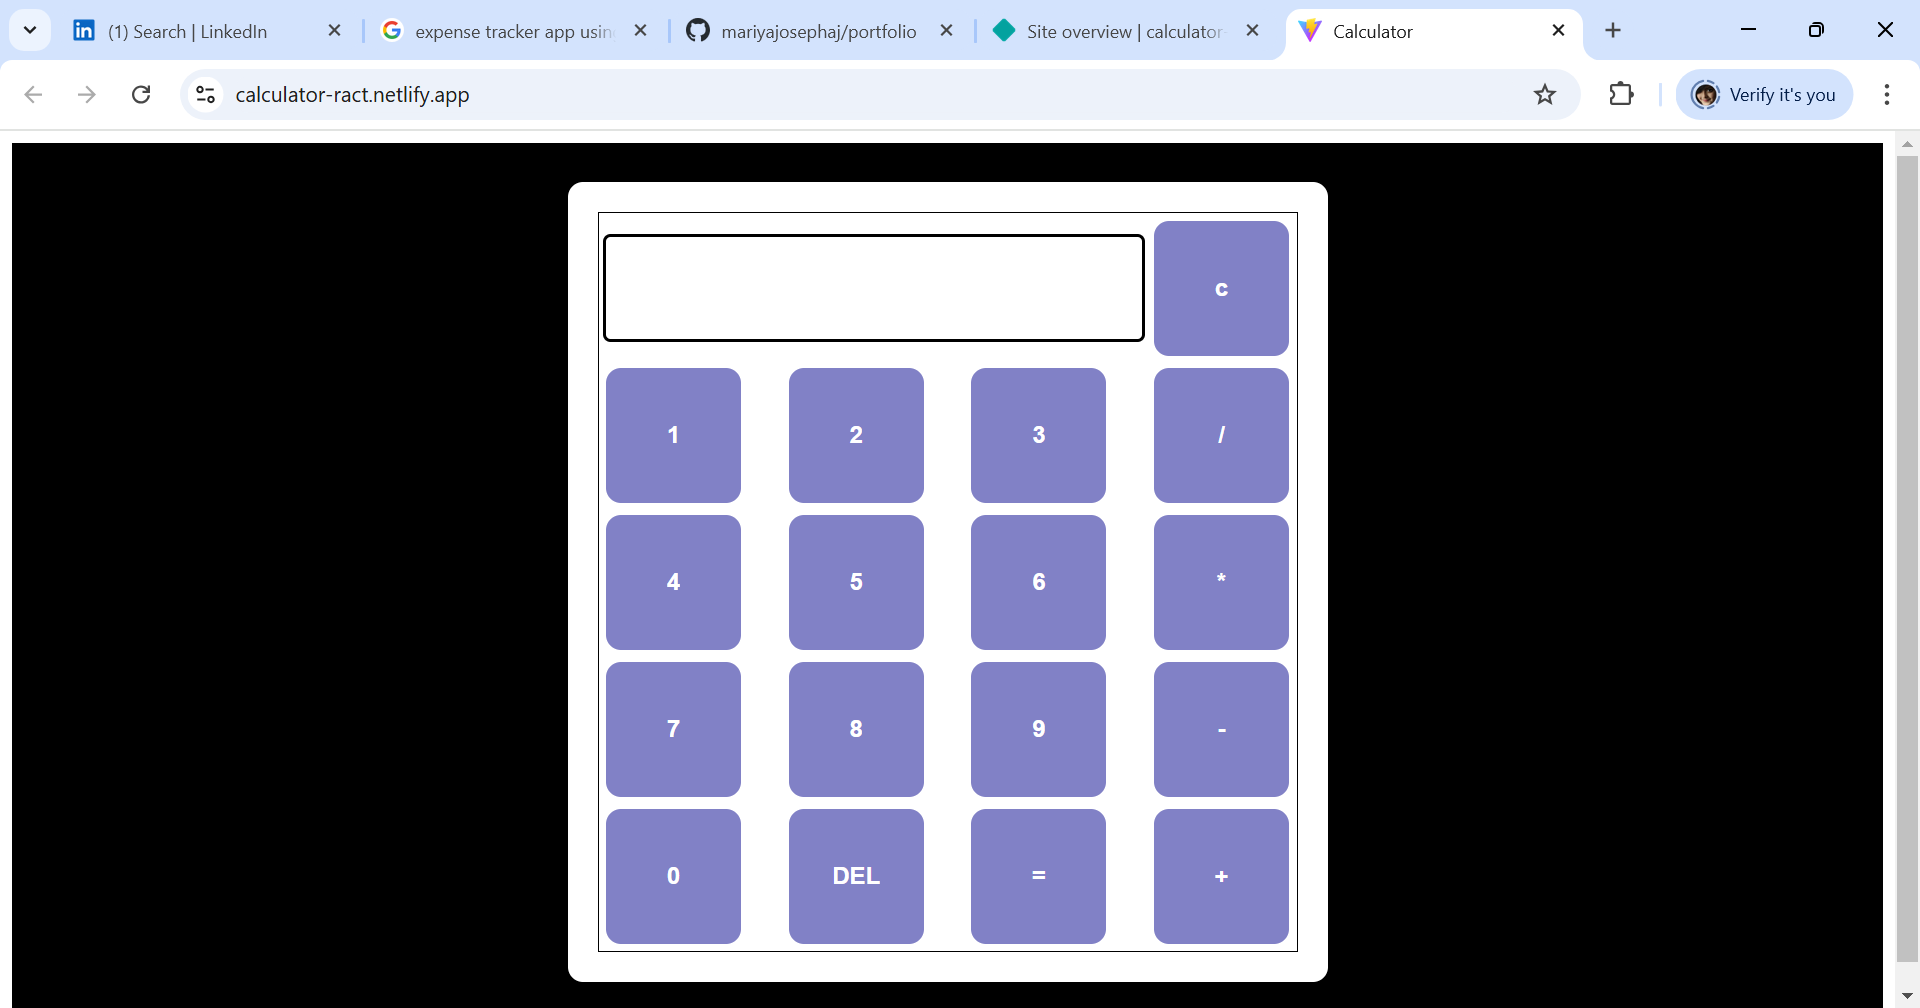 in (1) Search | LinkedIn
expense tracker app usin
mariyajosephaj/portfolio
Site overview | calculator-
Calculator
calculator-ract.netlify.app
Verify it's you
c
1 2 3 /
4 5 6 *
7 8 9 -
0 DEL = +